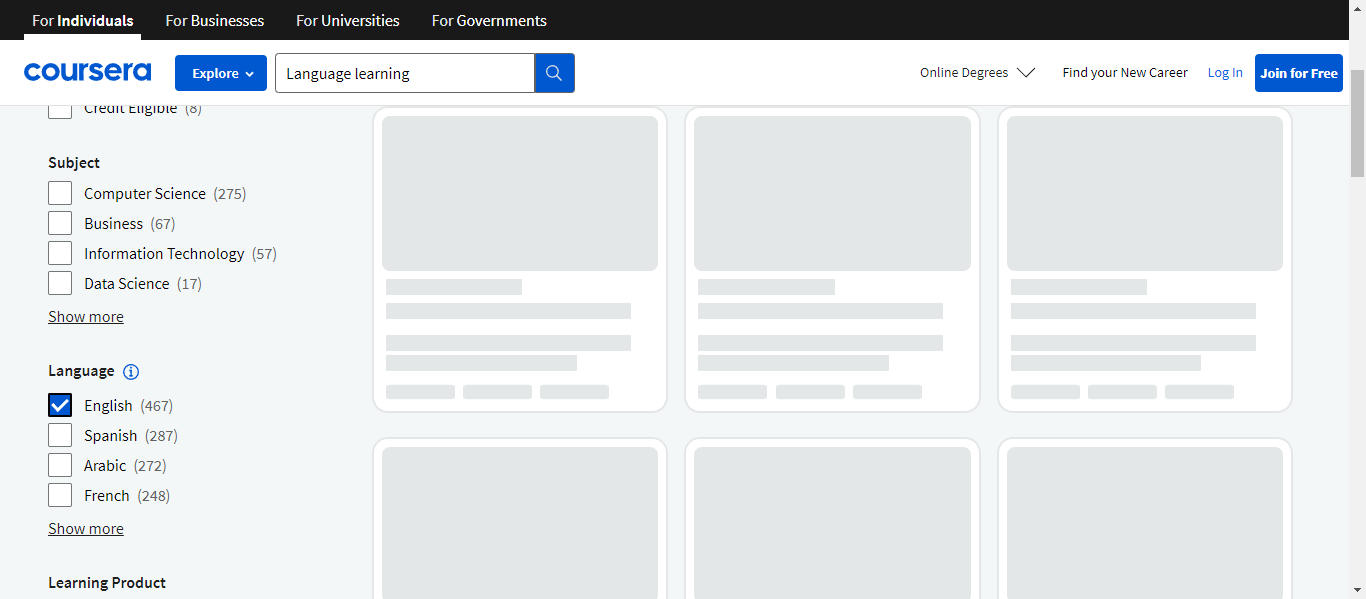 For Individuals For Businesses For Universities For Governments
coursera Explore Language learning Online Degrees Find your New Career Log In Join for Free
Credit Eligible (8)
Subject
Computer Science (275)
Business (67)
Information Technology (57)
Data Science (17)
Show more
Language
English (467)
Spanish (287)
Arabic (272)
French (248)
Show more
Learning Product